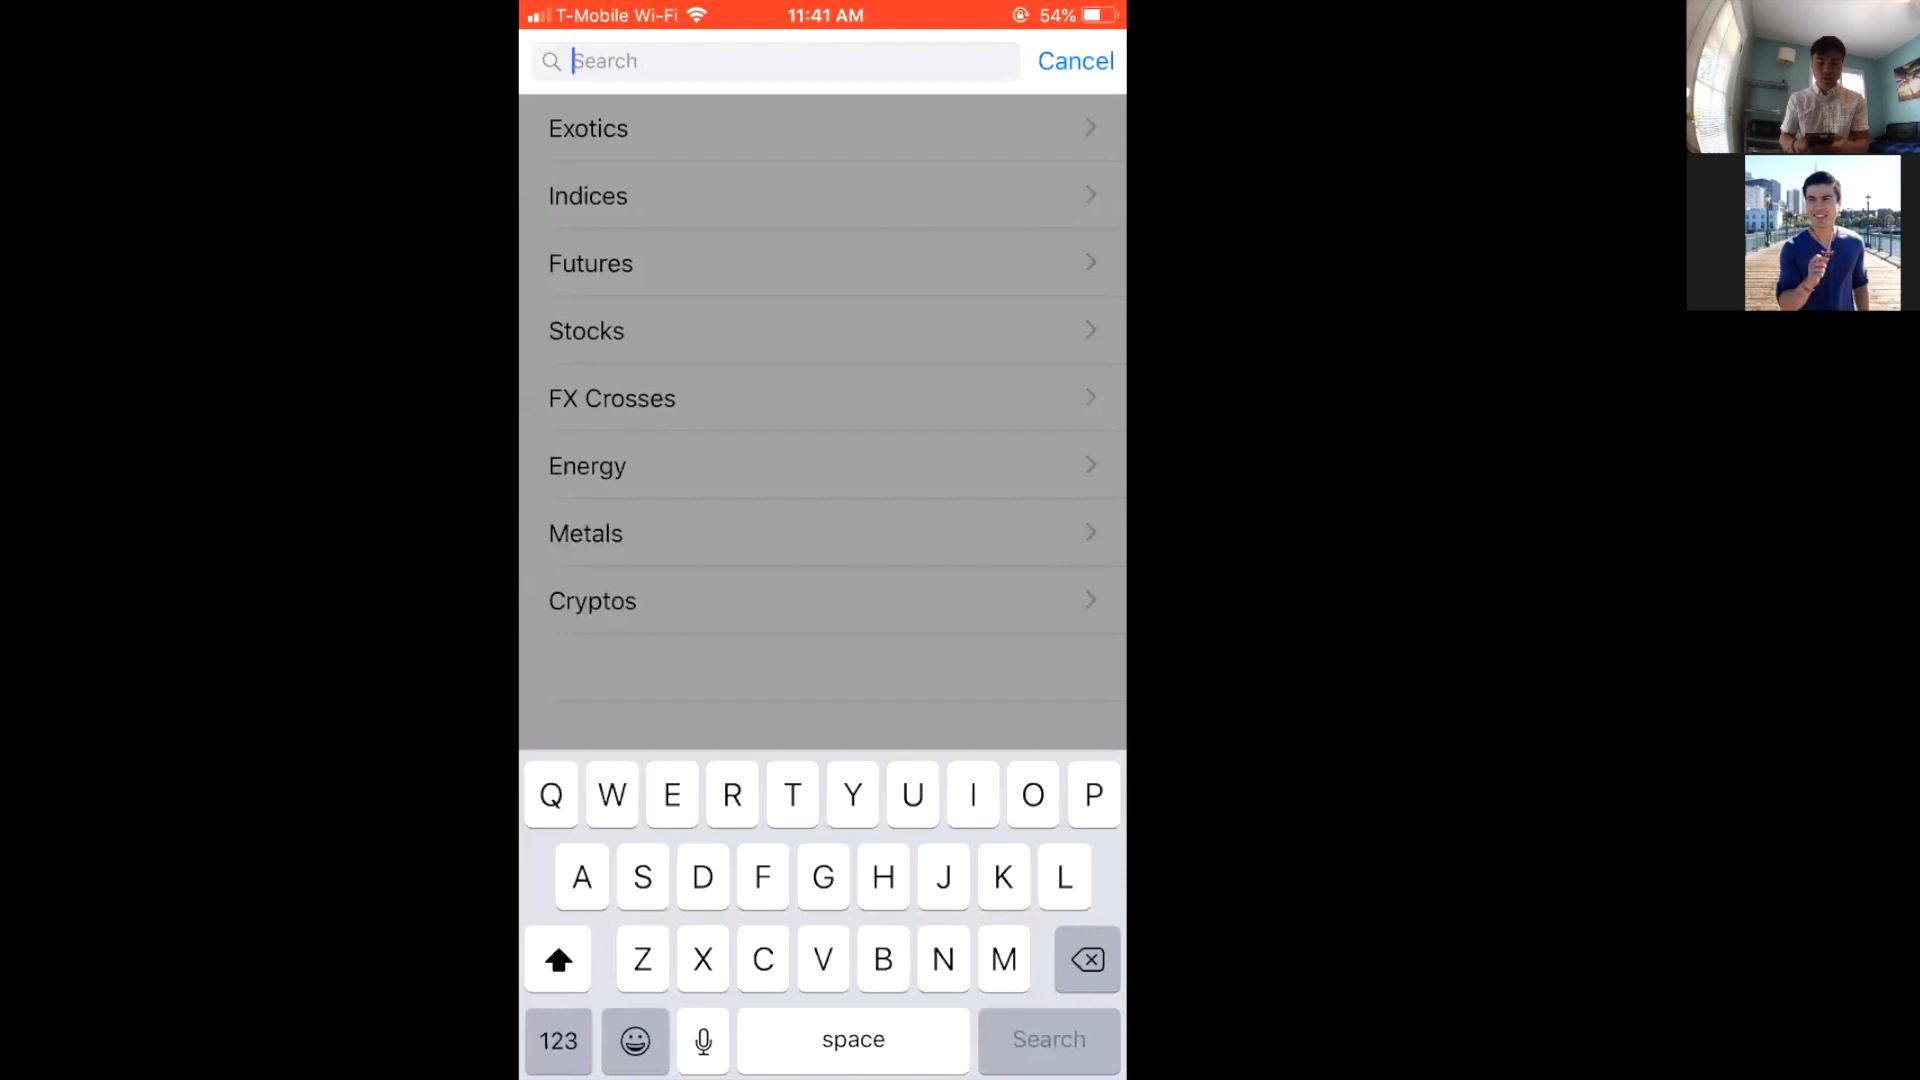 T-Mobile Wi-Fi 11:41 AM 54%
Search Cancel
Exotics
Indices
Futures
Stocks
FX Crosses
Energy
Metals
Cryptos
Q W E R T Y U I O P
A S D F G H J K L
Z X C V B N M
123 space Search